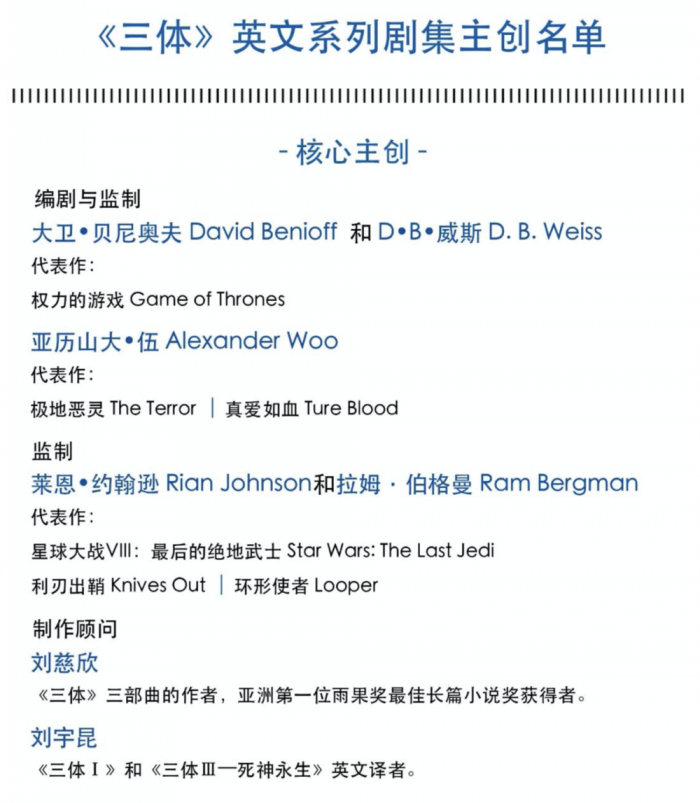 《三体》英文系列剧集主创名单
- 核心主创 -
编剧与监制
大卫•贝尼奥夫 David Benioff 和 D•B•威斯 D. B. Weiss
代表作：
权力的游戏 Game of Thrones
亚历山大•伍 Alexander Woo
代表作：
极地恶灵 The Terror │ 真爱如血 Ture Blood
监制
莱恩•约翰逊 Rian Johnson和拉姆 · 伯格曼 Ram Bergman
代表作：
星球大战VIII：最后的绝地武士 Star Wars: The Last Jedi
利刃出鞘 Knives Out │ 环形使者 Looper
制作顾问
刘慈欣
《三体》三部曲的作者，亚洲第一位雨果奖最佳长篇小说奖获得者。
刘宇昆
《三体Ⅰ》和《三体Ⅲ—死神永生》英文译者。